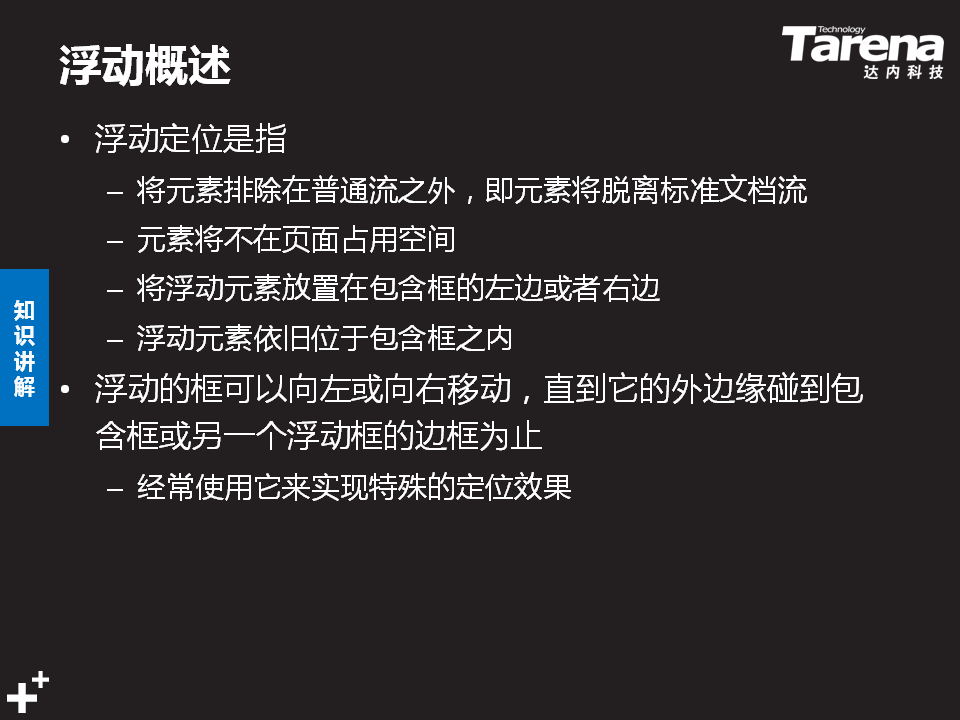 浮动概述
Technology
Tarena
达内科技
• 浮动定位是指
– 将元素排除在普通流之外，即元素将脱离标准文档流
– 元素将不在页面占用空间
– 将浮动元素放置在包含框的左边或者右边
– 浮动元素依旧位于包含框之内
• 浮动的框可以向左或向右移动，直到它的外边缘碰到包
含框或另一个浮动框的边框为止
– 经常使用它来实现特殊的定位效果
知识讲解